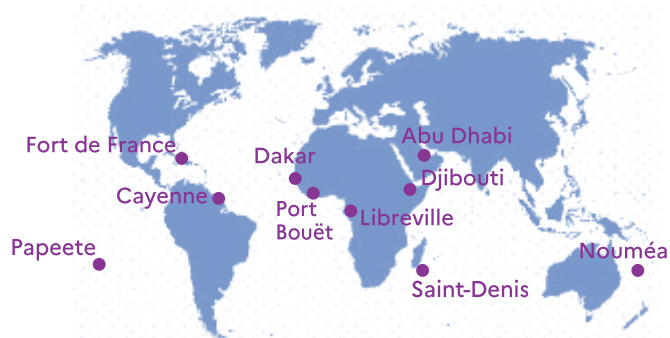 Fort de France
Dakar
Abu Dhabi
Cayenne
Djibouti
Port
Bouët
Libreville
Papeete
Nouméa
Saint-Denis